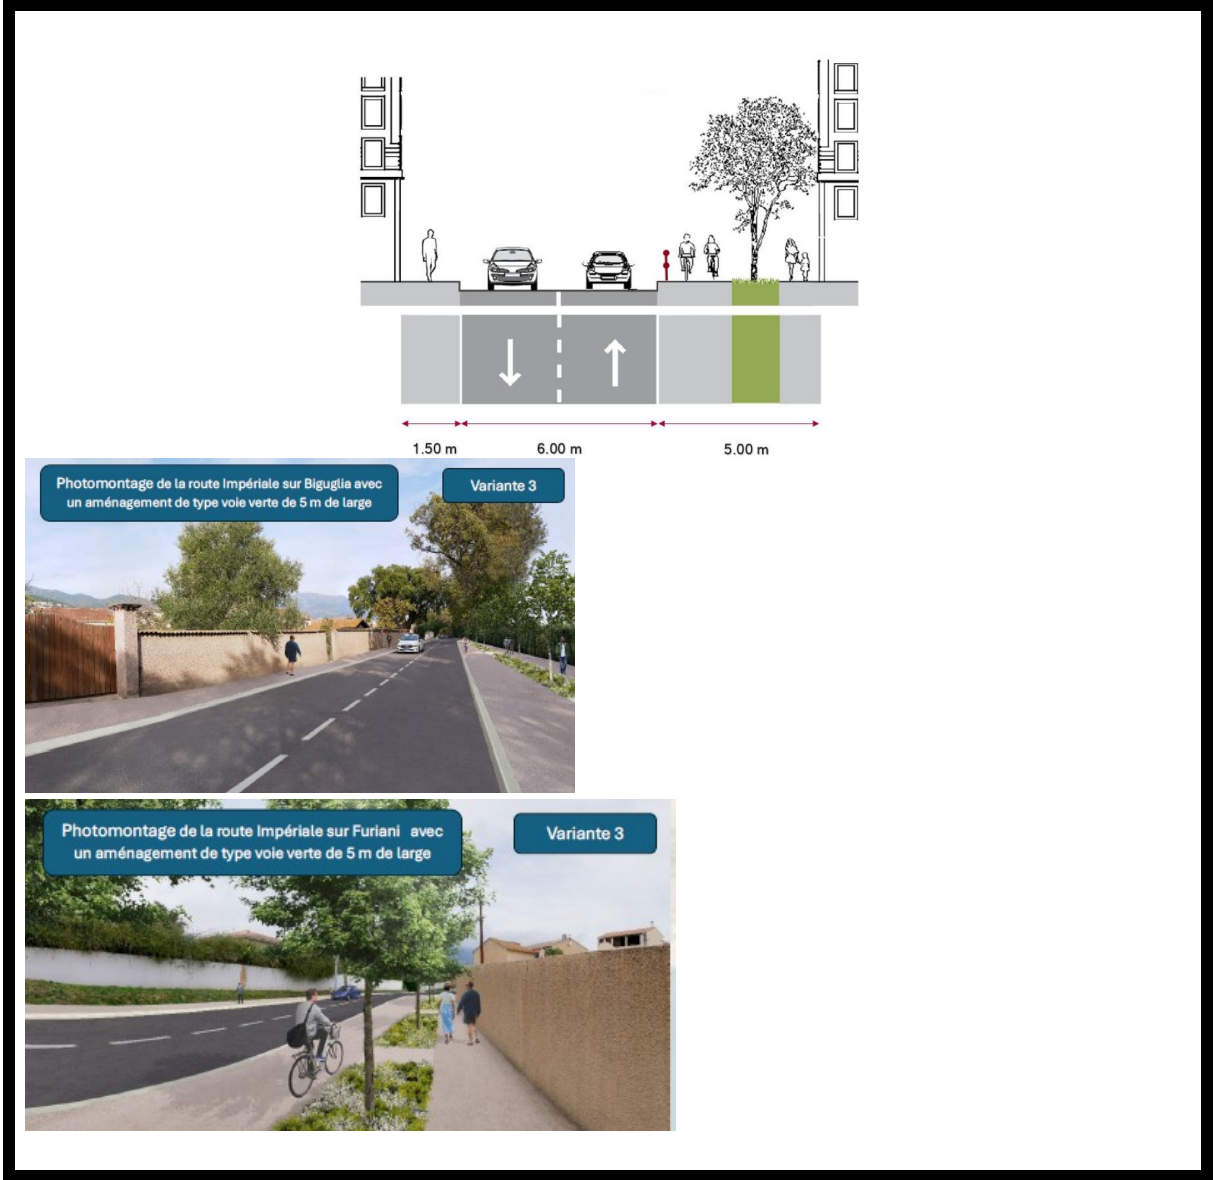 1.50 m 6.00 m 5.00 m
Photomontage de la route Impériale sur Biguglia avec
un aménagement de type voie verte de 5 m de large
Variante 3
Photomontage de la route Impériale sur Furiani avec
un aménagement de type voie verte de 5 m de large
Variante 3